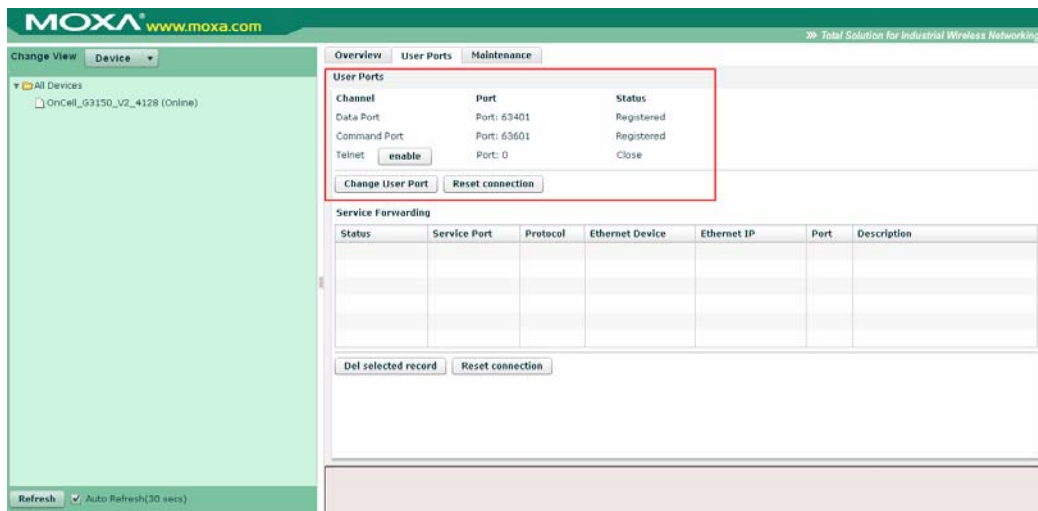 MOXA® www.moxa.com
Total Solution for Industrial Wireless Networking
Change View Device
All Devices
OnCell_G3150_V2_4128 (Online)
Overview User Ports Maintenance
User Ports
Channel Port Status
Data Port Port: 63401 Registered
Command Port Port: 63601 Registered
Telnet enable Port: 0 Close
Change User Port Reset connection
Service Forwarding
Status Service Port Protocol Ethernet Device Ethernet IP Port Description
Del selected record Reset connection
Refresh Auto Refresh(30 secs)